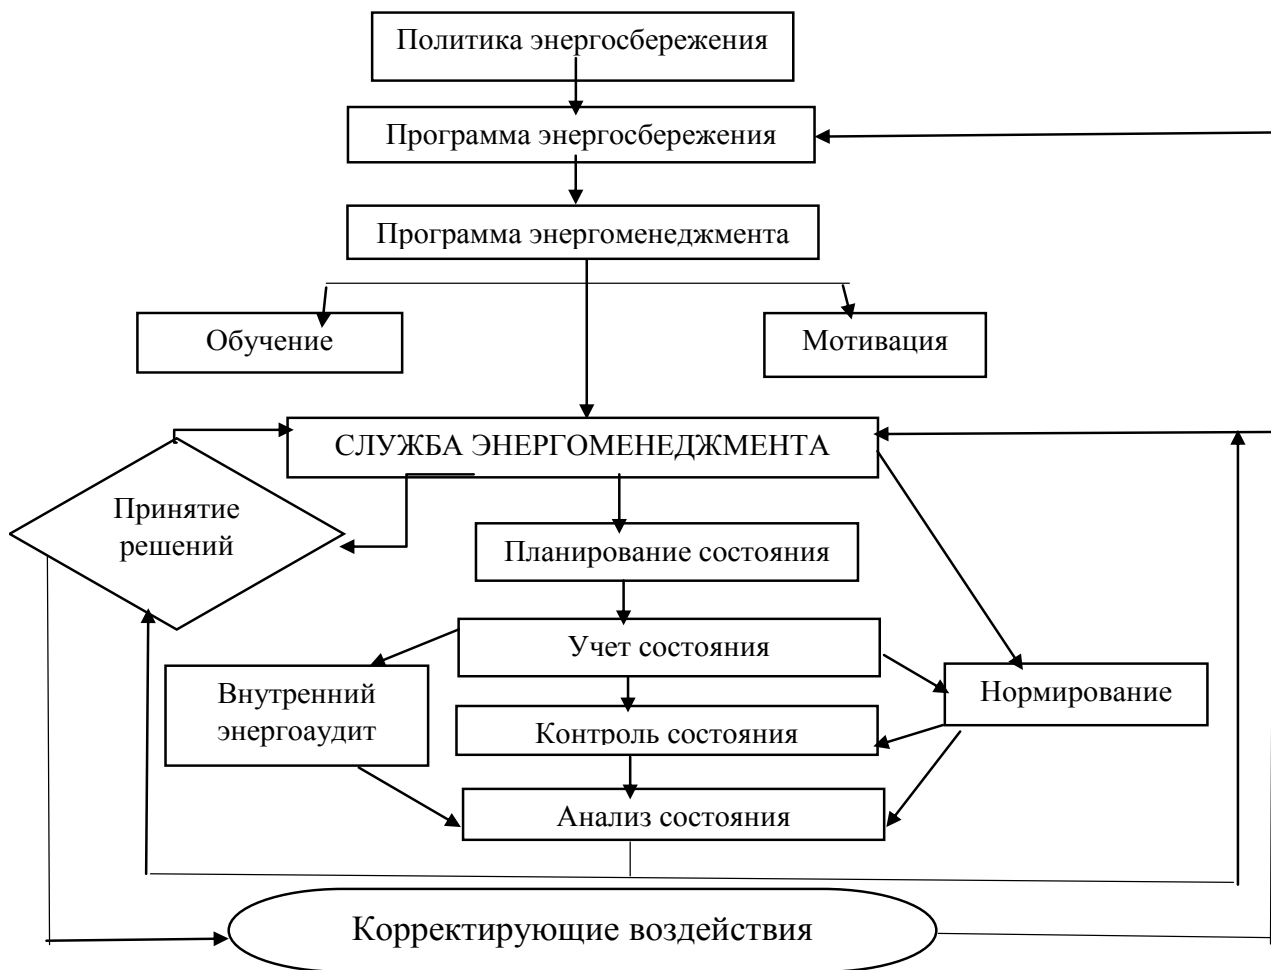 Политика энергосбережения
Программа энергосбережения
Программа энергоменеджмента
Обучение
Мотивация
СЛУЖБА ЭНЕРГОМЕНЕДЖМЕНТА
Принятие
решений
Планирование состояния
Учет состояния
Внутренний
энергоаудит
Нормирование
Контроль состояния
Анализ состояния
Корректирующие воздействия